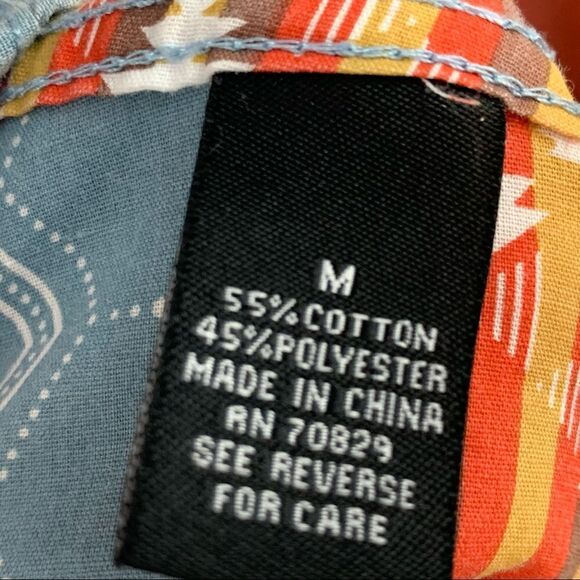 M
55%COTTON
45%POLYESTER
MADE IN CHINA
RN 70829
SEE REVERSE
FOR CARE